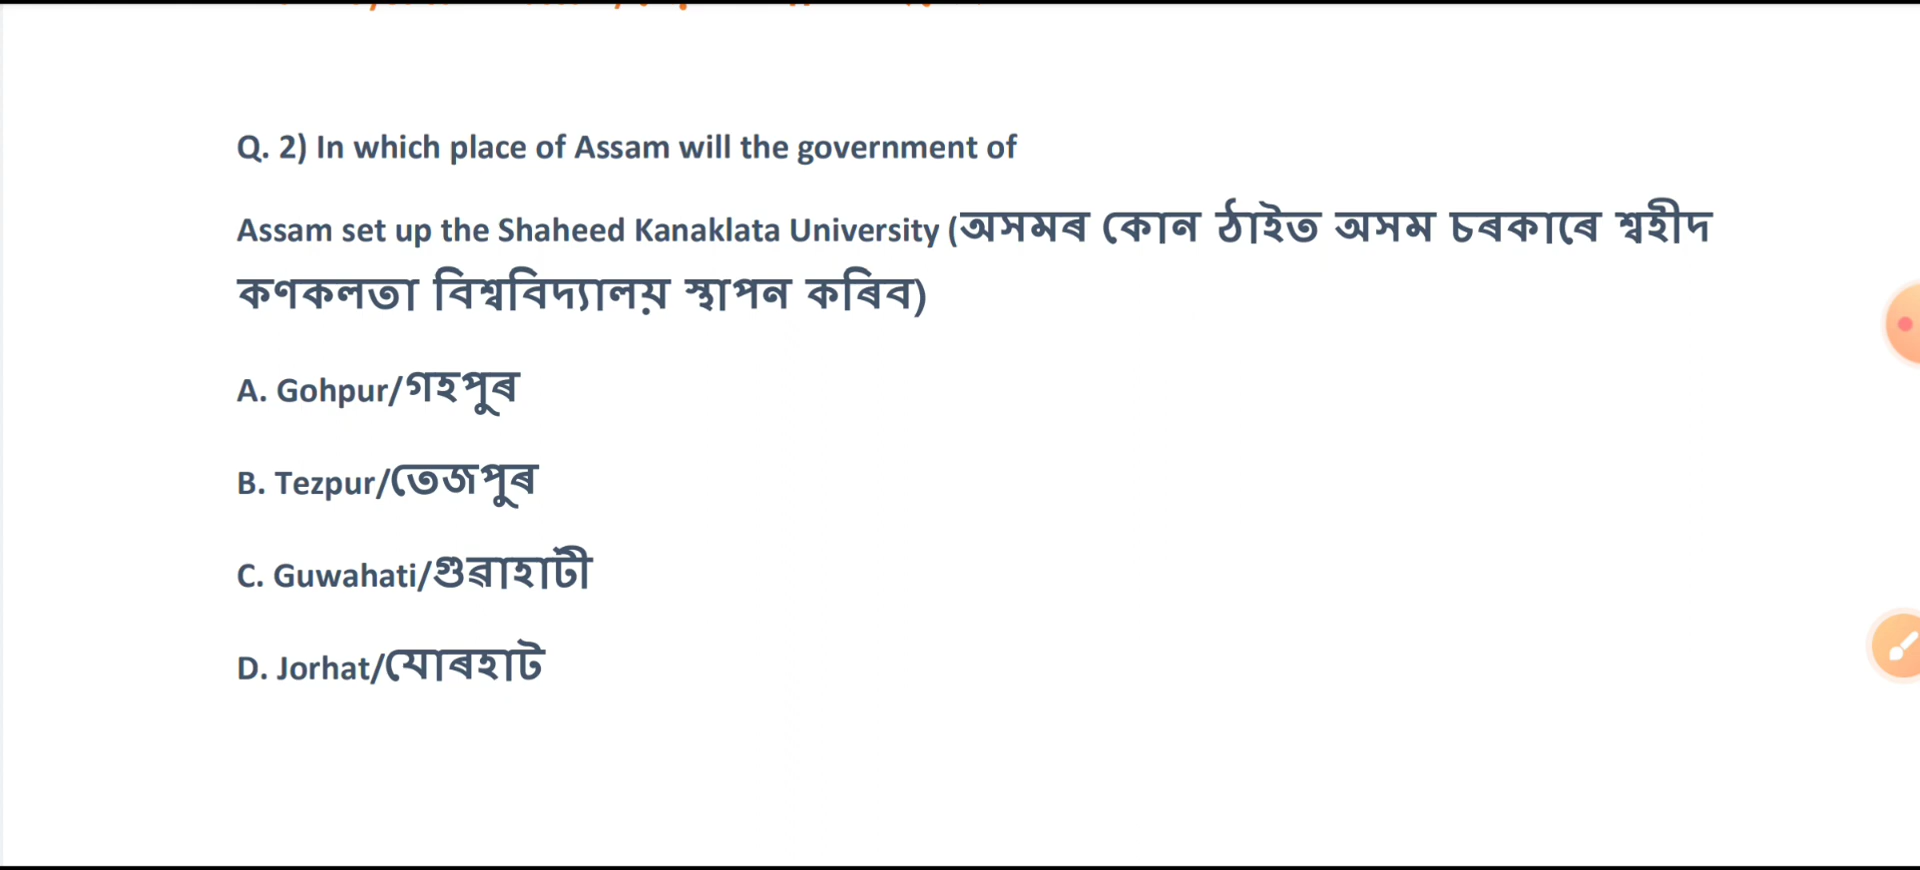 Q. 2) In which place of Assam will the government of
Assam set up the Shaheed Kanaklata University (অসমৰ কোন ঠাইত অসম চৰকাৰে শ্বহীদ
কণকলতা বিশ্ববিদ্যালয় স্থাপন কৰিব)
A. Gohpur/গহপুৰ
B. Tezpur/তেজপুৰ
C. Guwahati/গুৱাহাটী
D. Jorhat/যোৰহাট